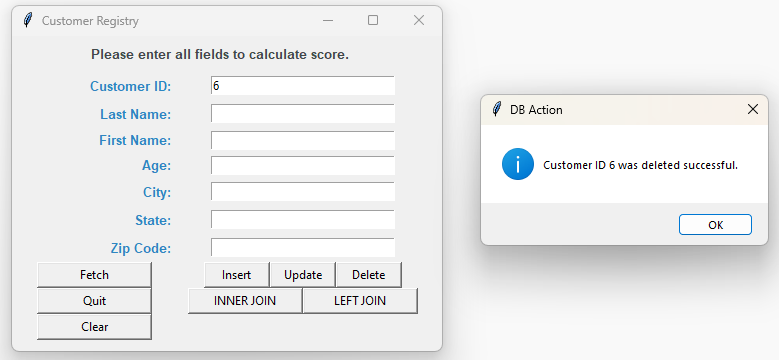 Customer Registry
Please enter all fields to calculate score.
Customer ID: 6
Last Name:
First Name:
Age:
City:
State:
Zip Code:
Fetch Insert Update Delete
Quit INNER JOIN LEFT JOIN
Clear
DB Action
Customer ID 6 was deleted successful.
OK